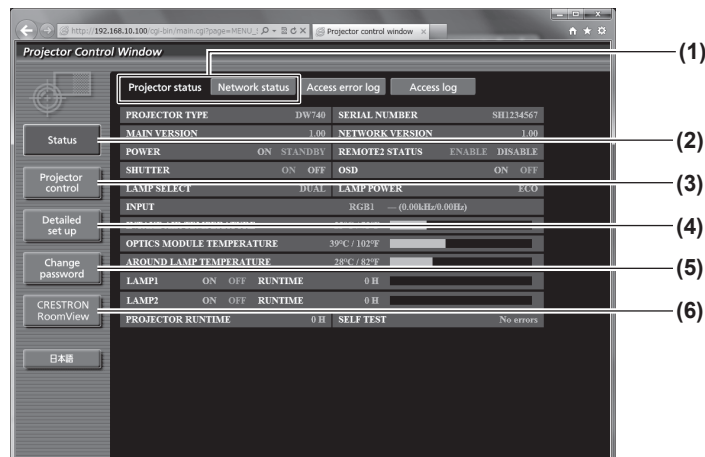 http://192.168.10.100/cgi-bin/main.cgi?page=MENU_
Projector control window
Projector Control Window
(1)
Projector status Network status Access error log Access log
PROJECTOR TYPE DW740 SERIAL NUMBER SH1234567
Status
MAIN VERSION 1.00 NETWORK VERSION 1.00
(2)
POWER ON STANDBY REMOTE2 STATUS ENABLE DISABLE
SHUTTER ON OFF OSD ON OFF
Projector
control
(3)
LAMP SELECT DUAL LAMP POWER ECO
INPUT RGB1 — (0.00kHz/0.00Hz)
Detailed
set up
(4)
OPTICS MODULE TEMPERATURE 39°C / 102°F
Change
password
AROUND LAMP TEMPERATURE 28°C / 82°F
(5)
LAMP1 ON OFF RUNTIME 0 H
CRESTRON
RoomView
LAMP2 ON OFF RUNTIME 0 H
(6)
PROJECTOR RUNTIME 0 H SELF TEST No errors
日本語